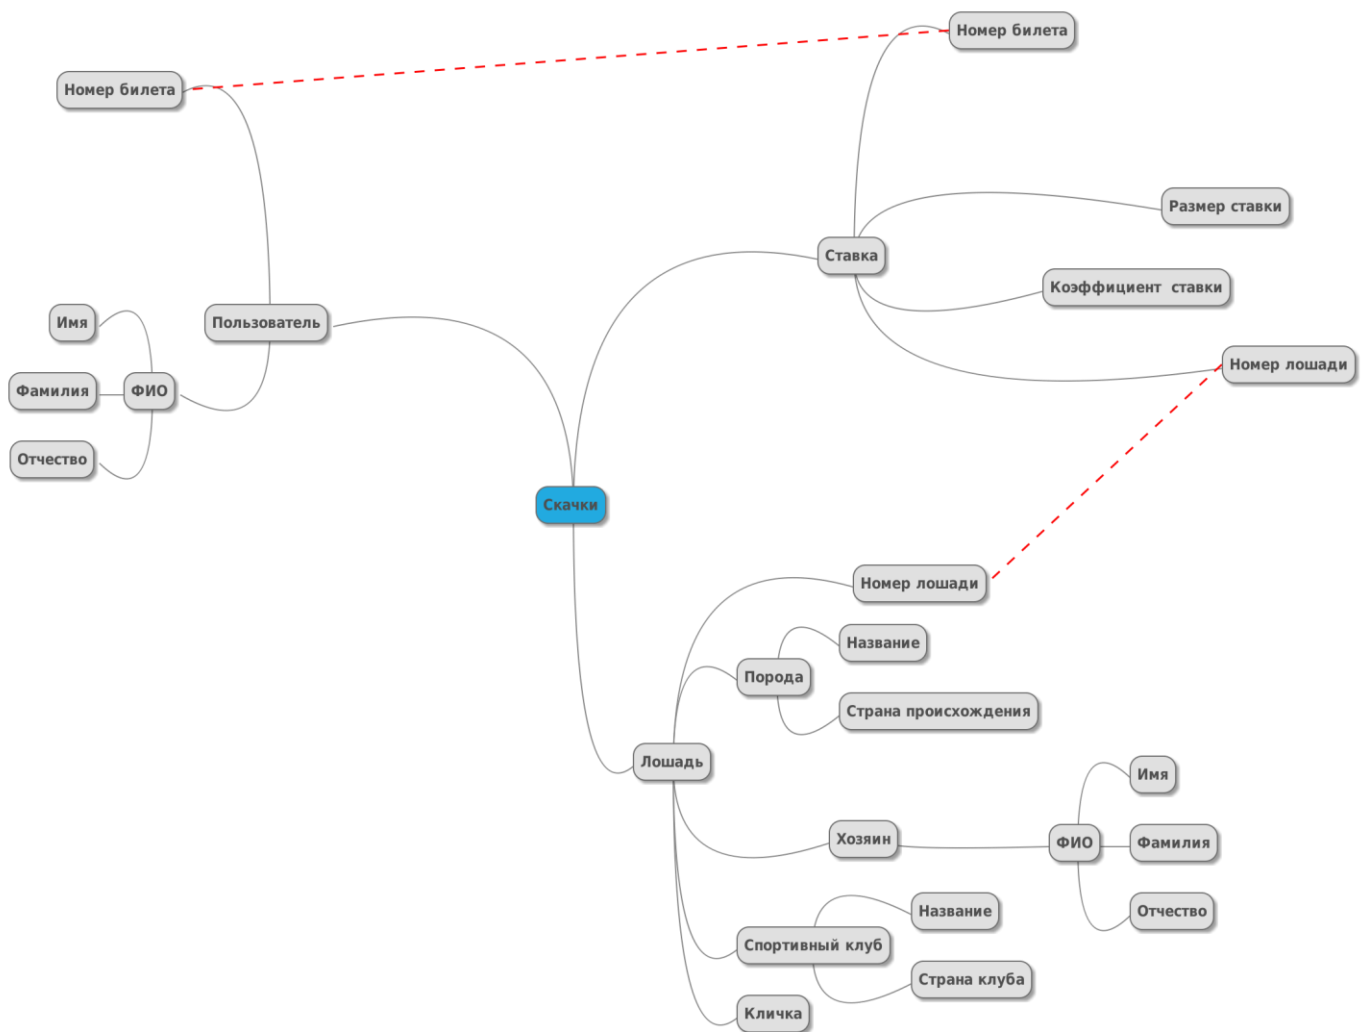 Номер билета
Номер билета
Размер ставки
Ставка
Коэффициент  ставки
Имя
Пользователь
Номер лошади
Фамилия
ФИО
Отчество
Скачки
Номер лошади
Название
Порода
Страна происхождения
Лошадь
Имя
Хозяин
ФИО
Фамилия
Название
Отчество
Спортивный клуб
Страна клуба
Кличка